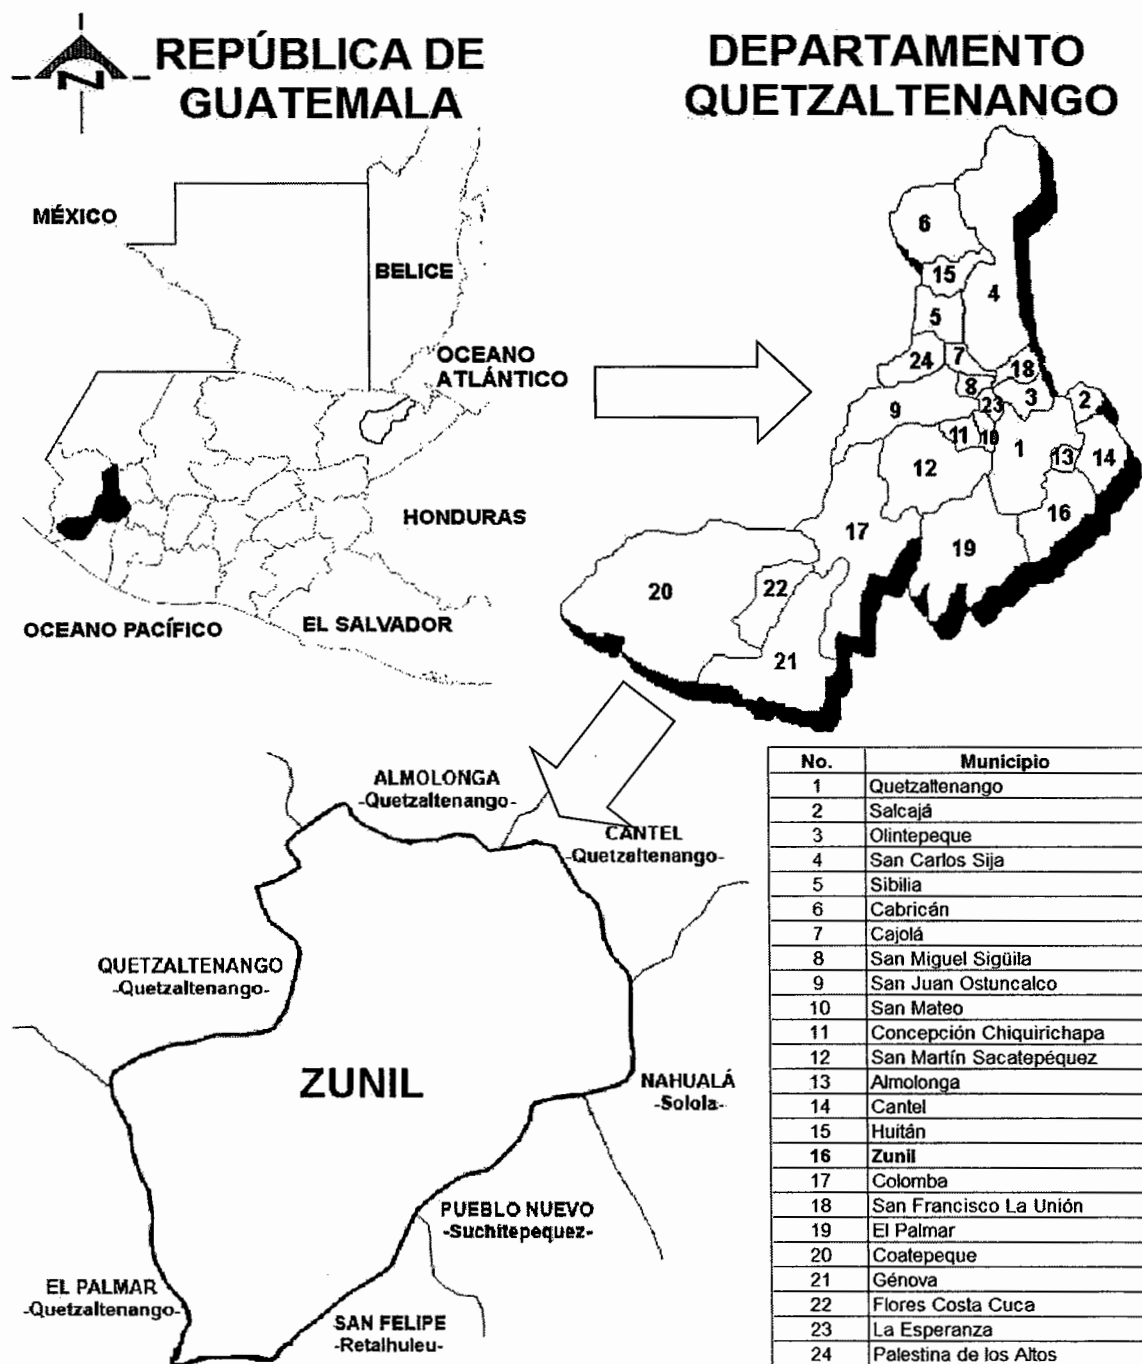 N
REPÚBLICA DE
GUATEMALA
DEPARTAMENTO
QUETZALTENANGO
MÉXICO
BELICE
OCEANO
ATLÁNTICO
HONDURAS
EL SALVADOR
OCEANO PACÍFICO
6
15
4
5
24
7
18
8
3
2
23
9
11
10
1
13
14
12
16
17
19
20
22
21
ALMOLONGA
-Quetzaltenango-
CANTEL
-Quetzaltenango-
QUETZALTENANGO
-Quetzaltenango-
ZUNIL
NAHUALÁ
-Solola-
PUEBLO NUEVO
-Suchitepequez-
EL PALMAR
-Quetzaltenango-
SAN FELIPE
-Retalhuleu-
No. Municipio
1 Quetzaltenango
2 Salcajá
3 Olintepeque
4 San Carlos Sija
5 Sibilia
6 Cabricán
7 Cajolá
8 San Miguel Sigüila
9 San Juan Ostuncalco
10 San Mateo
11 Concepción Chiquirichapa
12 San Martín Sacatepéquez
13 Almolonga
14 Cantel
15 Huitán
16 Zunil
17 Colomba
18 San Francisco La Unión
19 El Palmar
20 Coatepeque
21 Génova
22 Flores Costa Cuca
23 La Esperanza
24 Palestina de los Altos